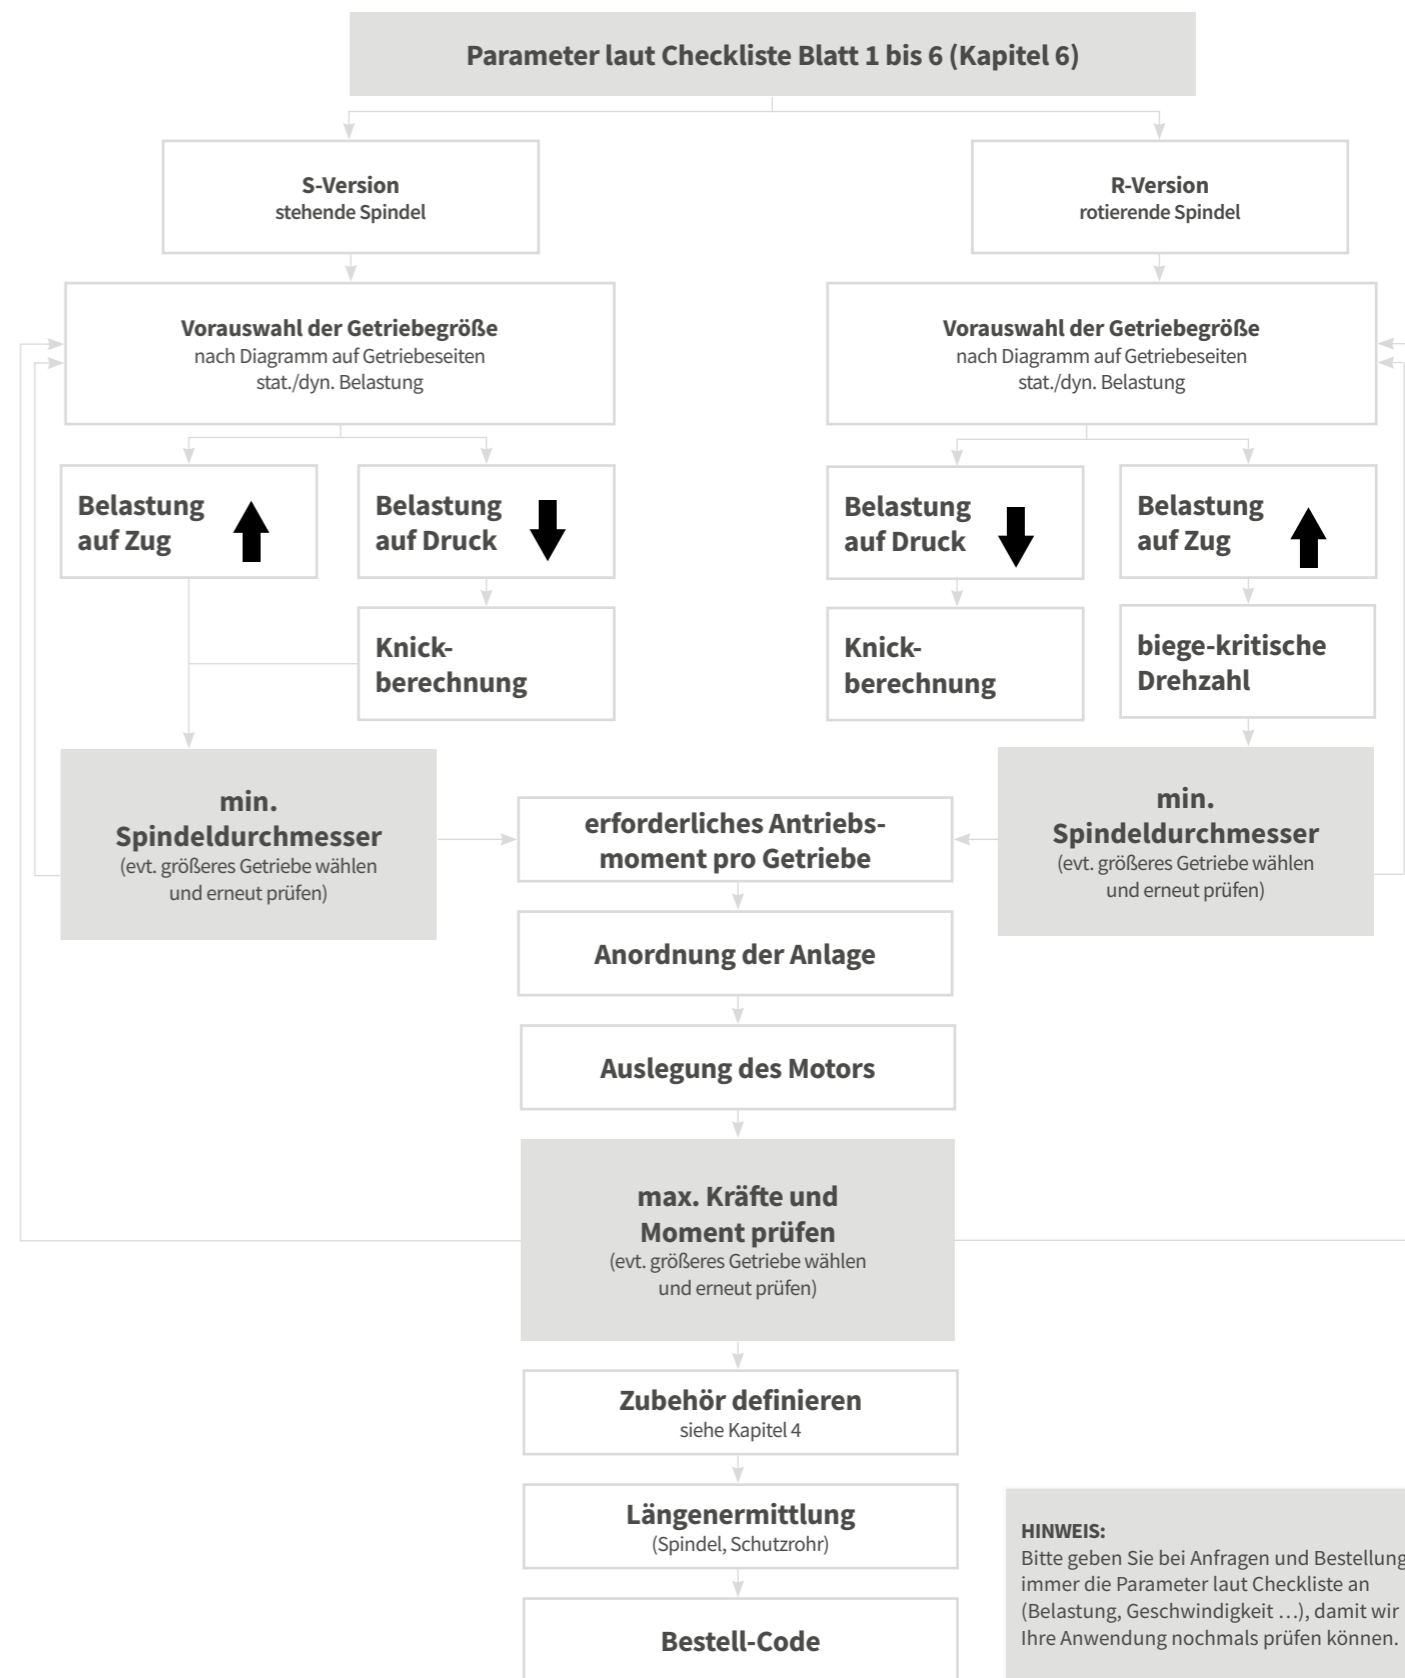 Parameter laut Checkliste Blatt 1 bis 6 (Kapitel 6)
S-Version
stehende Spindel
R-Version
rotierende Spindel
Vorauswahl der Getriebegröße
nach Diagramm auf Getriebeseiten
stat./dyn. Belastung
Vorauswahl der Getriebegröße
nach Diagramm auf Getriebeseiten
stat./dyn. Belastung
Belastung
auf Zug
Belastung
auf Druck
Belastung
auf Druck
Belastung
auf Zug
Knick-
berechnung
Knick-
berechnung
biege-kritische
Drehzahl
min.
Spindeldurchmesser
(evt. größeres Getriebe wählen
und erneut prüfen)
erforderliches Antriebs-
moment pro Getriebe
min.
Spindeldurchmesser
(evt. größeres Getriebe wählen
und erneut prüfen)
Anordnung der Anlage
Auslegung des Motors
max. Kräfte und
Moment prüfen
(evt. größeres Getriebe wählen
und erneut prüfen)
Zubehör definieren
siehe Kapitel 4
Längenermittlung
(Spindel, Schutzrohr)
Bestell-Code
HINWEIS:
Bitte geben Sie bei Anfragen und Bestellung
immer die Parameter laut Checkliste an
(Belastung, Geschwindigkeit …), damit wir
Ihre Anwendung nochmals prüfen können.